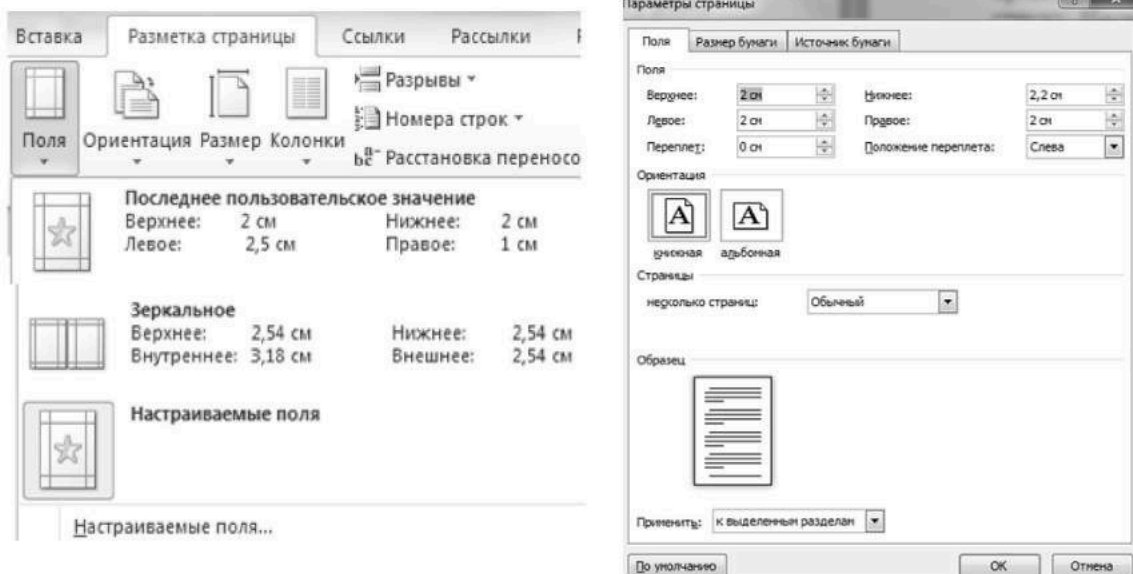 Вставка Разметка страницы Ссылки Рассылки
Поля Ориентация Размер Колонки
Разрывы
Номера строк
Расстановка переносо
Последнее пользовательское значение
Верхнее: 2 см Нижнее: 2 см
Левое: 2,5 см Правое: 1 см
Зеркальное
Верхнее: 2,54 см Нижнее: 2,54 см
Внутреннее: 3,18 см Внешнее: 2,54 см
Настраиваемые поля
Настраиваемые поля...
Параметры страницы
Поля Размер бумаги Источник бумаги
Поля
Верхнее: 2 см Нижнее: 2,2 см
Левое: 2 см Правое: 2 см
Переплет: 0 см Положение переплета: Слева
Ориентация
A A
книжная альбомная
Страницы
несколько страниц: Обычный
Образец
Применить: к выделенным разделам
По умолчанию ОК Отмена